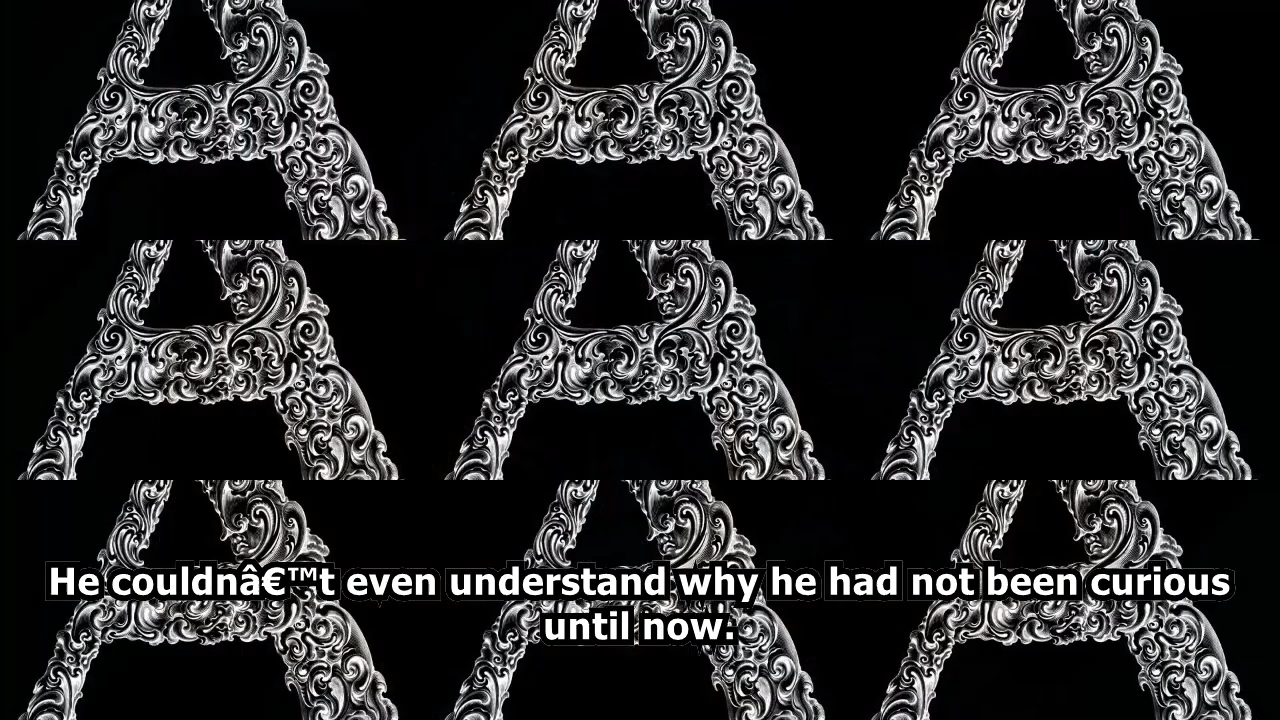 A A A
A A A
A A A
He couldnâ€™t even understand why he had not been curious
until now.